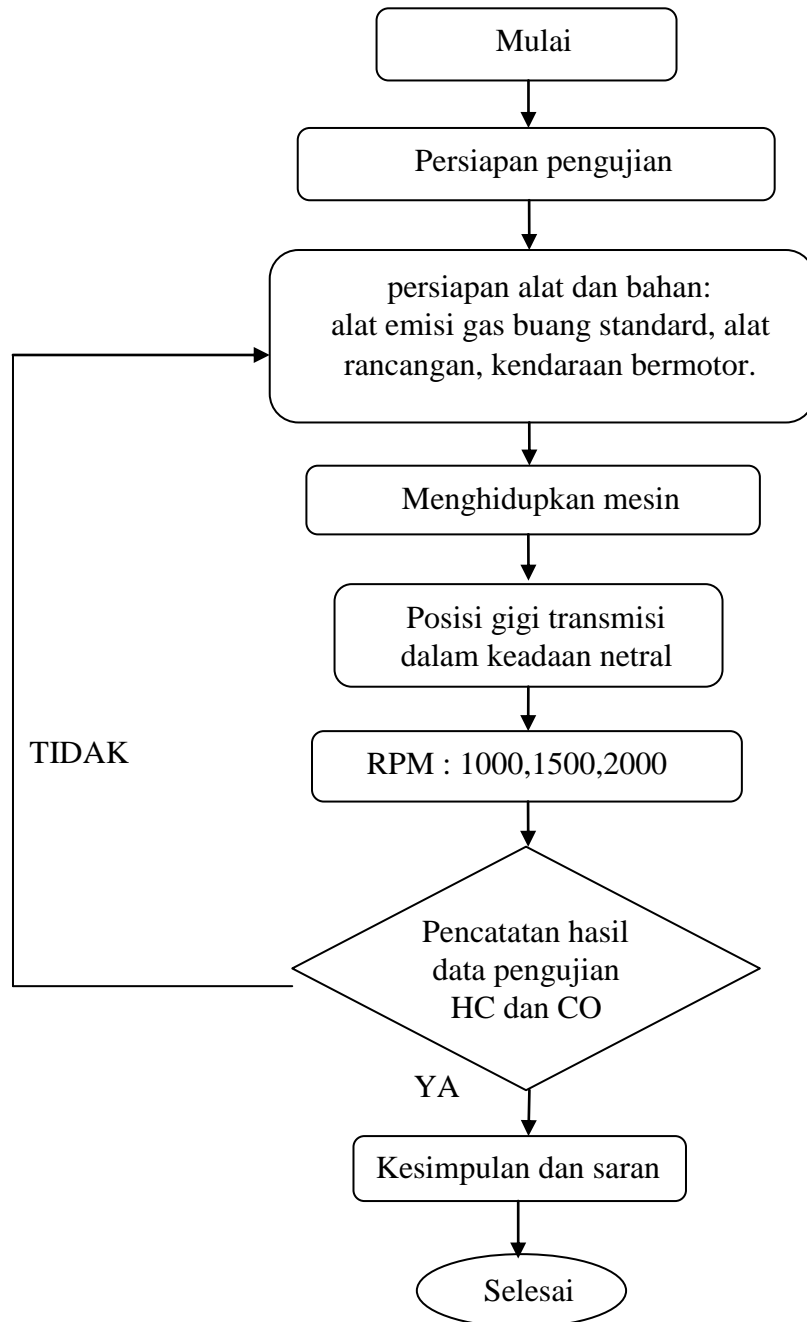 Mulai
Persiapan pengujian
persiapan alat dan bahan:
alat emisi gas buang standard, alat
rancangan, kendaraan bermotor.
Menghidupkan mesin
Posisi gigi transmisi
dalam keadaan netral
TIDAK
RPM : 1000,1500,2000
Pencatatan hasil
data pengujian
HC dan CO
YA
Kesimpulan dan saran
Selesai